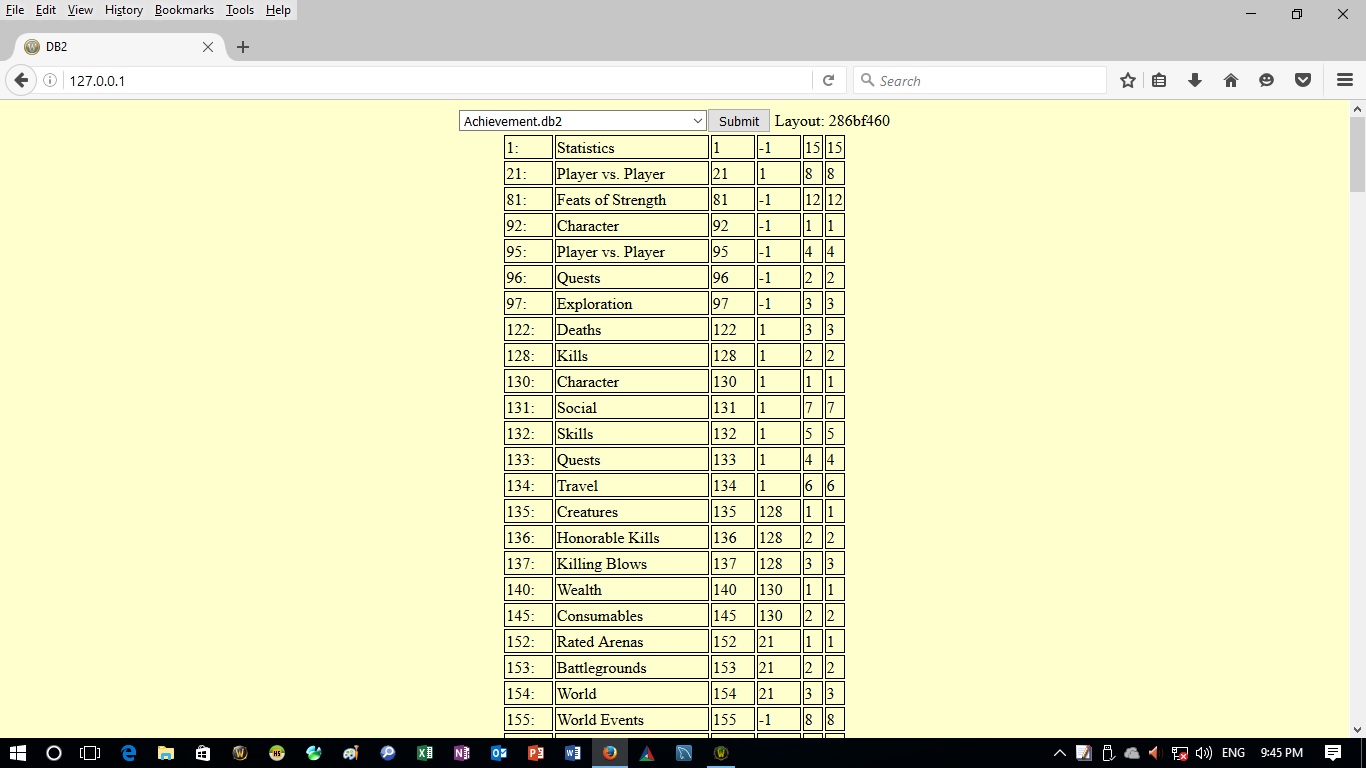 File Edit View History Bookmarks Tools Help
DB2
127.0.0.1 Search
Achievement.db2 Submit Layout: 286bf460
1: Statistics 1 -1 15 15
21: Player vs. Player 21 1 8 8
81: Feats of Strength 81 -1 12 12
92: Character 92 -1 1 1
95: Player vs. Player 95 -1 4 4
96: Quests 96 -1 2 2
97: Exploration 97 -1 3 3
122: Deaths 122 1 3 3
128: Kills 128 1 2 2
130: Character 130 1 1 1
131: Social 131 1 7 7
132: Skills 132 1 5 5
133: Quests 133 1 4 4
134: Travel 134 1 6 6
135: Creatures 135 128 1 1
136: Honorable Kills 136 128 2 2
137: Killing Blows 137 128 3 3
140: Wealth 140 130 1 1
145: Consumables 145 130 2 2
152: Rated Arenas 152 21 1 1
153: Battlegrounds 153 21 2 2
154: World 154 21 3 3
155: World Events 155 -1 8 8
ENG 9:45 PM